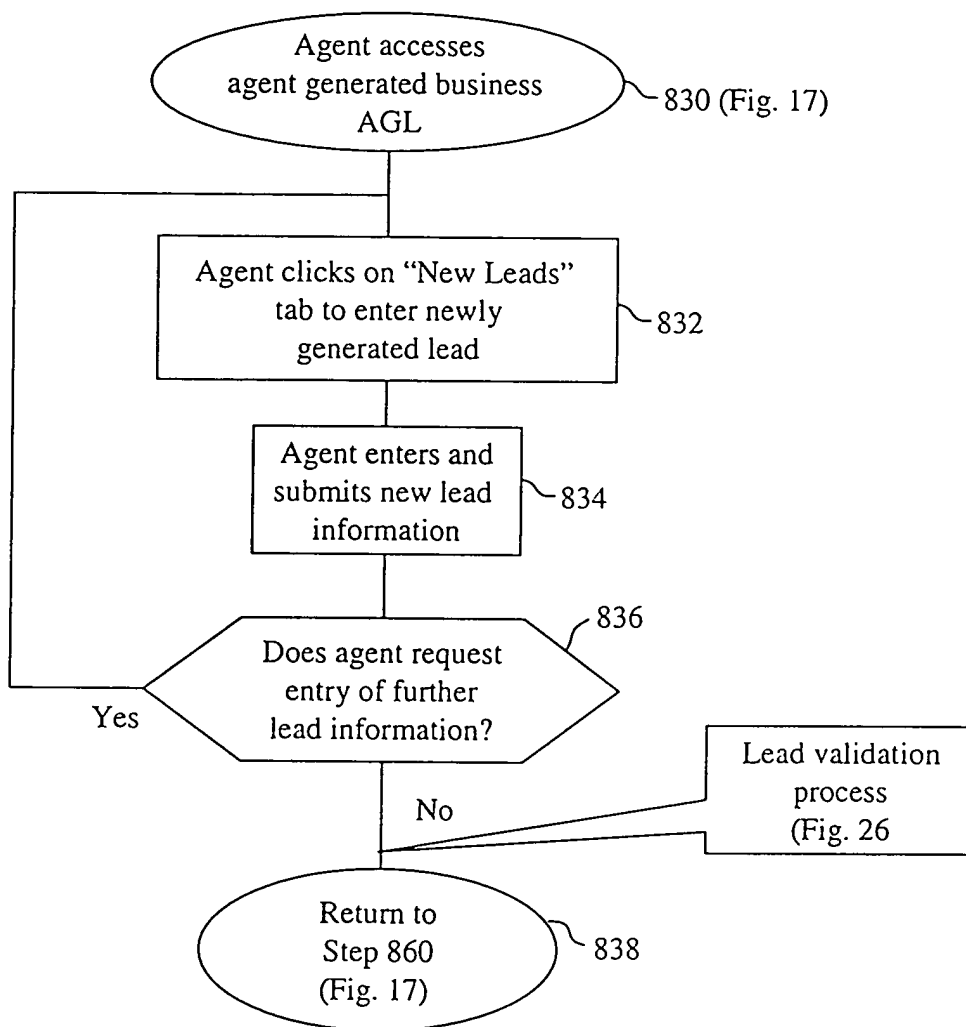 Agent accesses
agent generated business
AGL
830 (Fig. 17)
Agent clicks on “New Leads”
tab to enter newly
generated lead
832
Agent enters and
submits new lead
information
834
836
Does agent request
entry of further
lead information?
Yes
No
Lead validation
process
(Fig. 26
Return to
Step 860
(Fig. 17)
838